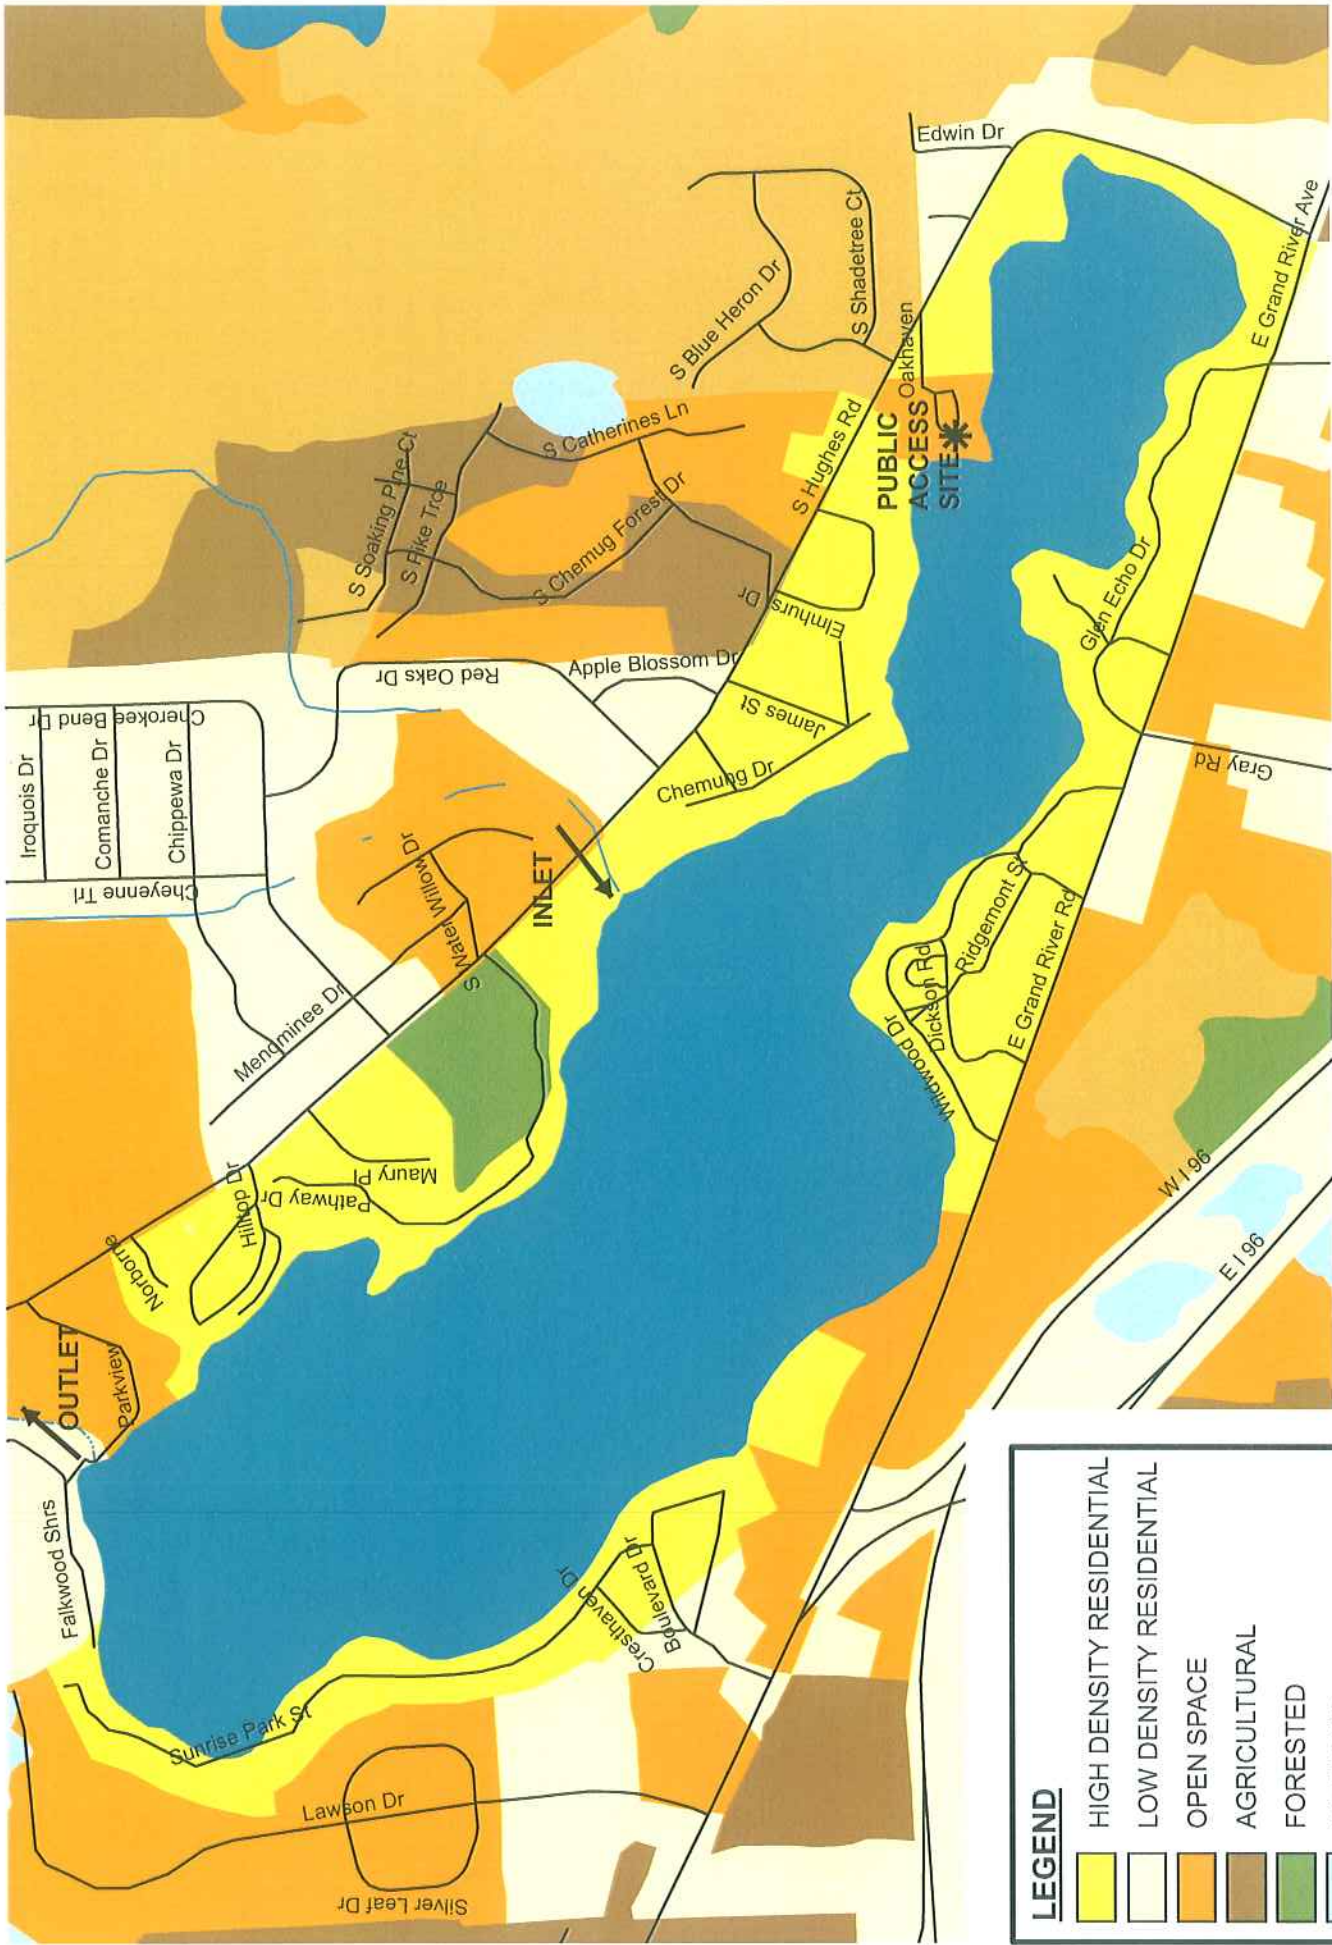 Edwin Dr
S Shadetree Ct
S Blue Heron Dr
Oakhaven
E Grand River Ave
S Catherines Ln
S Hughes Rd
PUBLIC
ACCESS
SITE
S Soaking Pine Ct
S Pike Trce
S Chemug Forest Dr
Elmhurs Dr
Glen Echo Dr
Red Oaks Dr
Apple Blossom Dr
James St
Chemung Dr
Gray Rd
Cherokee Bend Dr
Iroquois Dr
Comanche Dr
Chippewa Dr
Cheyenne Trl
S Water Willow Dr
INLET
Ridgemont St
Dickson Rd
Wildwood Dr
E Grand River Rd
Menominee Dr
Maury Pl
Pathway Dr
Hilltop Dr
Norborne
W I 96
E I 96
OUTLET
Parkview
Falkwood Shrs
Cresthaven Dr
Boulevard Dr
Sunrise Park St
Lawson Dr
Silver Leaf Dr
LEGEND
HIGH DENSITY RESIDENTIAL
LOW DENSITY RESIDENTIAL
OPEN SPACE
AGRICULTURAL
FORESTED